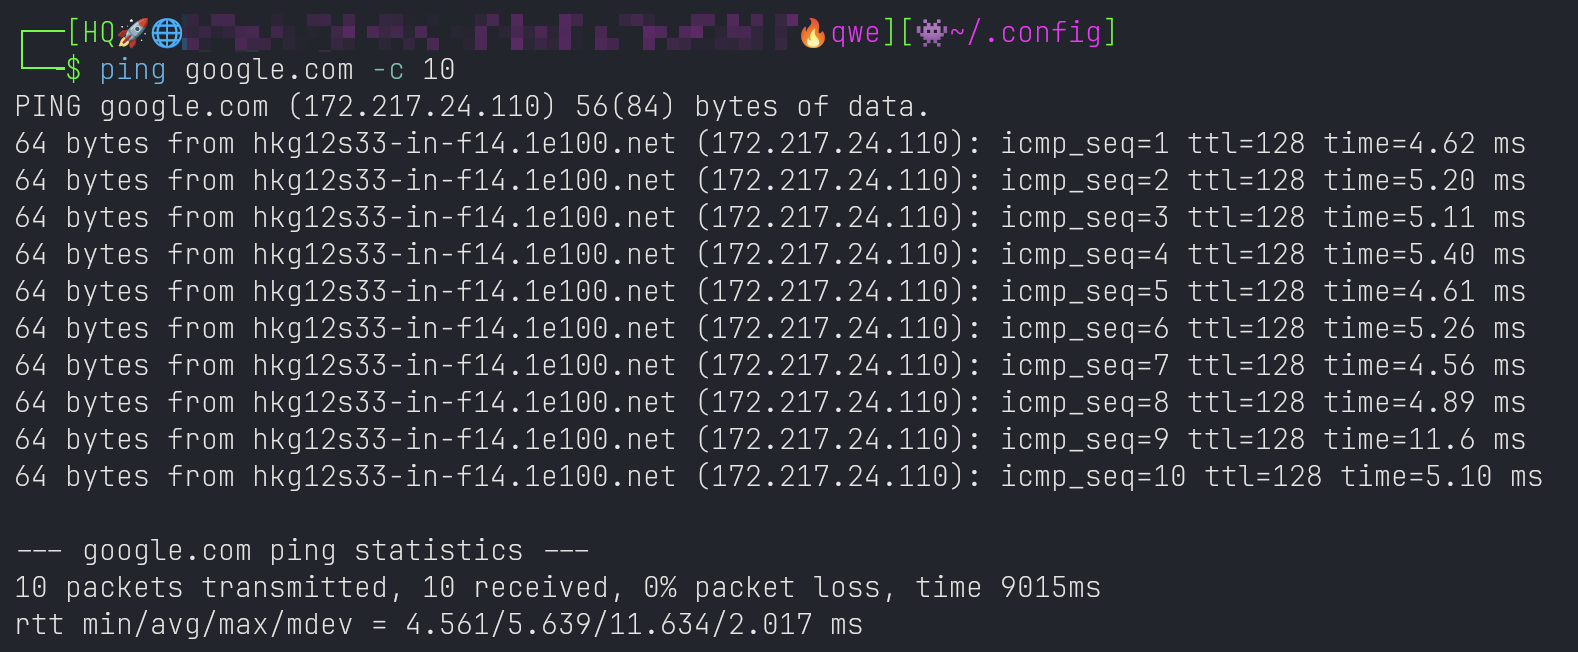 ┌──[HQ🚀🌐🔥qwe][👾~/.config]
└──$ ping google.com -c 10
PING google.com (172.217.24.110) 56(84) bytes of data.
64 bytes from hkg12s33-in-f14.1e100.net (172.217.24.110): icmp_seq=1 ttl=128 time=4.62 ms
64 bytes from hkg12s33-in-f14.1e100.net (172.217.24.110): icmp_seq=2 ttl=128 time=5.20 ms
64 bytes from hkg12s33-in-f14.1e100.net (172.217.24.110): icmp_seq=3 ttl=128 time=5.11 ms
64 bytes from hkg12s33-in-f14.1e100.net (172.217.24.110): icmp_seq=4 ttl=128 time=5.40 ms
64 bytes from hkg12s33-in-f14.1e100.net (172.217.24.110): icmp_seq=5 ttl=128 time=4.61 ms
64 bytes from hkg12s33-in-f14.1e100.net (172.217.24.110): icmp_seq=6 ttl=128 time=5.26 ms
64 bytes from hkg12s33-in-f14.1e100.net (172.217.24.110): icmp_seq=7 ttl=128 time=4.56 ms
64 bytes from hkg12s33-in-f14.1e100.net (172.217.24.110): icmp_seq=8 ttl=128 time=4.89 ms
64 bytes from hkg12s33-in-f14.1e100.net (172.217.24.110): icmp_seq=9 ttl=128 time=11.6 ms
64 bytes from hkg12s33-in-f14.1e100.net (172.217.24.110): icmp_seq=10 ttl=128 time=5.10 ms

--- google.com ping statistics ---
10 packets transmitted, 10 received, 0% packet loss, time 9015ms
rtt min/avg/max/mdev = 4.561/5.639/11.634/2.017 ms